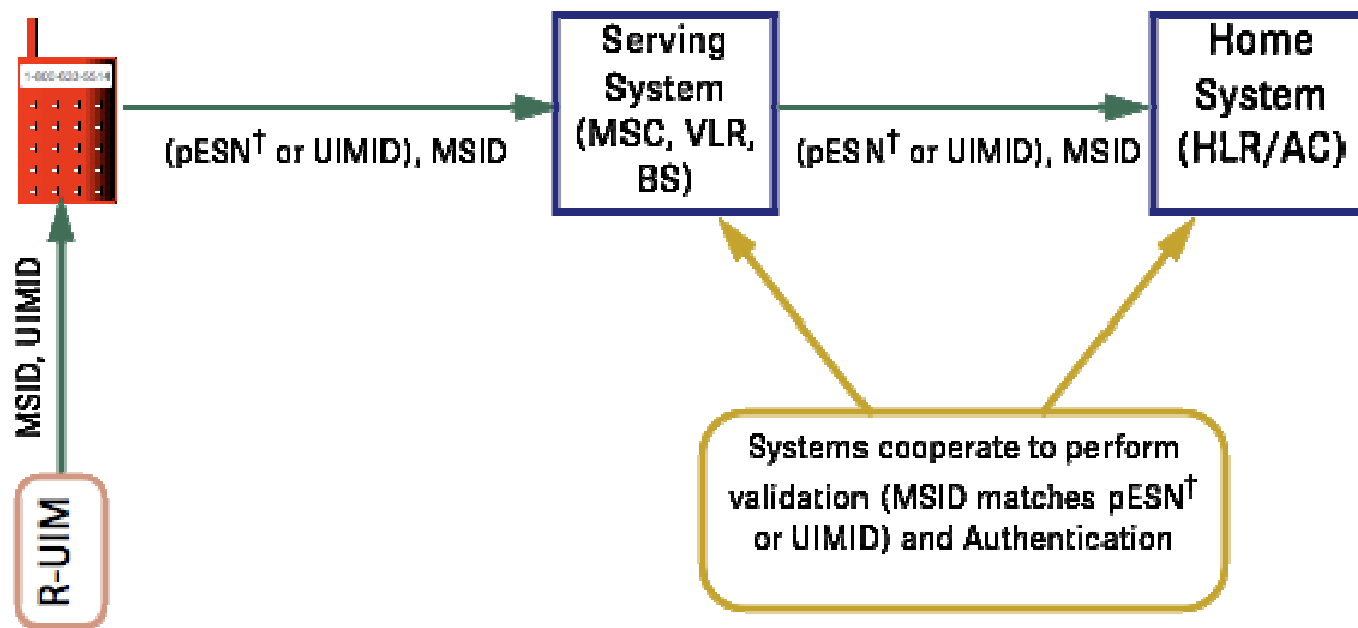 1-800-633-5514
(pESN† or UIMID), MSID
MSID, UIMID
R-UIM
Serving
System
(MSC, VLR,
BS)
(pESN† or UIMID), MSID
Home
System
(HLR/AC)
Systems cooperate to perform
validation (MSID matches pESN†
or UIMID) and Authentication